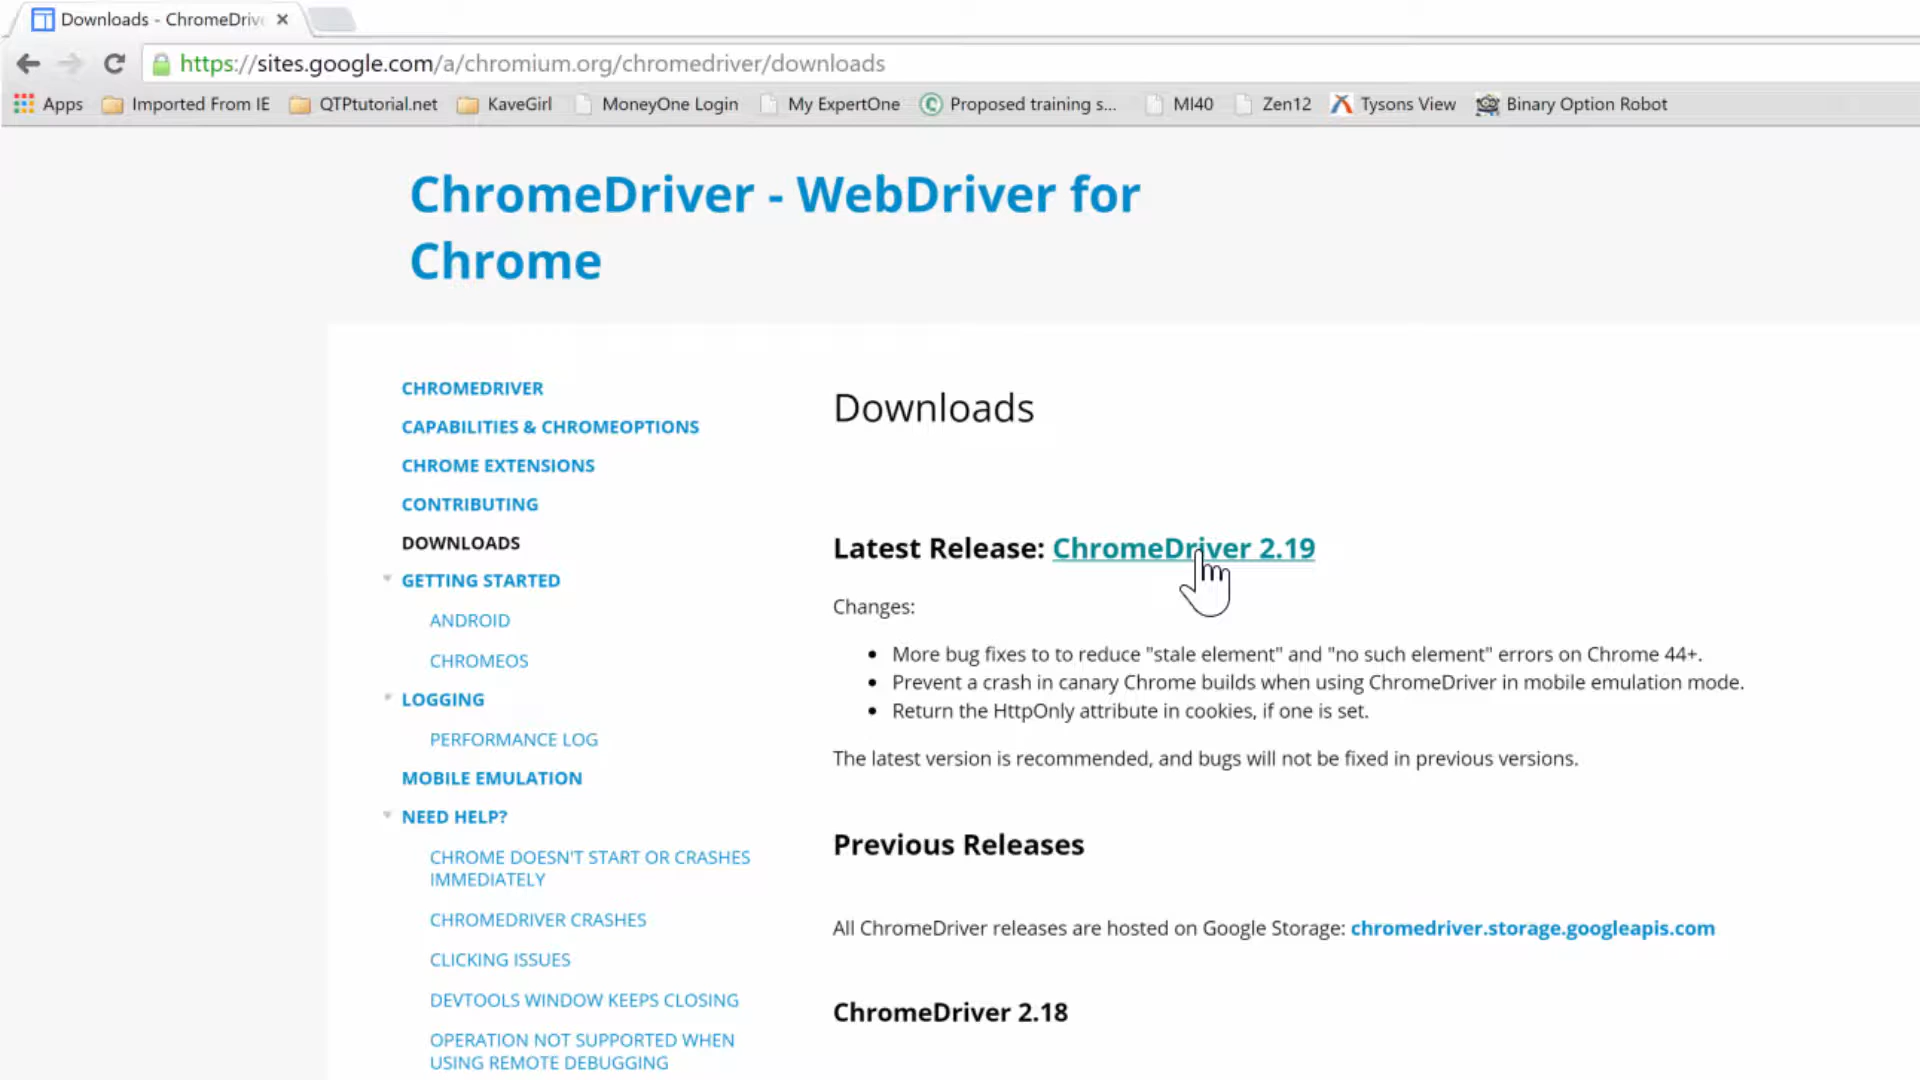 Downloads - ChromeDriv
https://sites.google.com/a/chromium.org/chromedriver/downloads
Apps Imported From IE QTPtutorial.net KaveGirl MoneyOne Login My ExpertOne Proposed training s... MI40 Zen12 Tysons View Binary Option Robot
ChromeDriver - WebDriver for
Chrome
CHROMEDRIVER
CAPABILITIES & CHROMEOPTIONS
CHROME EXTENSIONS
CONTRIBUTING
DOWNLOADS
GETTING STARTED
ANDROID
CHROMEOS
LOGGING
PERFORMANCE LOG
MOBILE EMULATION
NEED HELP?
CHROME DOESN'T START OR CRASHES
IMMEDIATELY
CHROMEDRIVER CRASHES
CLICKING ISSUES
DEVTOOLS WINDOW KEEPS CLOSING
OPERATION NOT SUPPORTED WHEN
USING REMOTE DEBUGGING
Downloads
Latest Release: ChromeDriver 2.19
Changes:
• More bug fixes to to reduce "stale element" and "no such element" errors on Chrome 44+.
• Prevent a crash in canary Chrome builds when using ChromeDriver in mobile emulation mode.
• Return the HttpOnly attribute in cookies, if one is set.
The latest version is recommended, and bugs will not be fixed in previous versions.
Previous Releases
All ChromeDriver releases are hosted on Google Storage: chromedriver.storage.googleapis.com
ChromeDriver 2.18